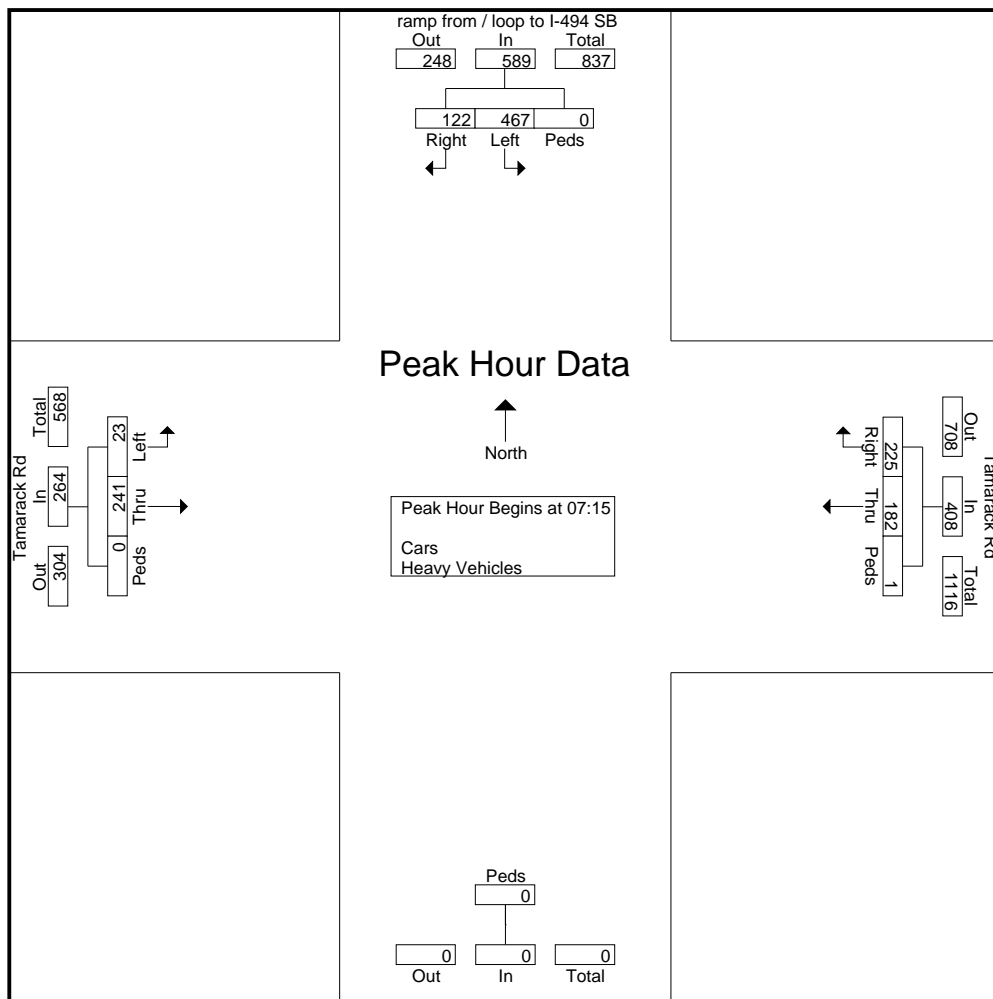 ramp from / loop to I-494 SB
Out In Total
248 589 837
122 467 0
Right Left Peds
Peak Hour Data
North
Peak Hour Begins at 07:15
Cars
Heavy Vehicles
Tamarack Rd
Out In Total
304 264 568
23 241 0
Left Thru Peds
Tamarack Rd
Out In Total
708 408 1116
225 182 1
Right Thru Peds
Peds
0
0 0 0
Out In Total